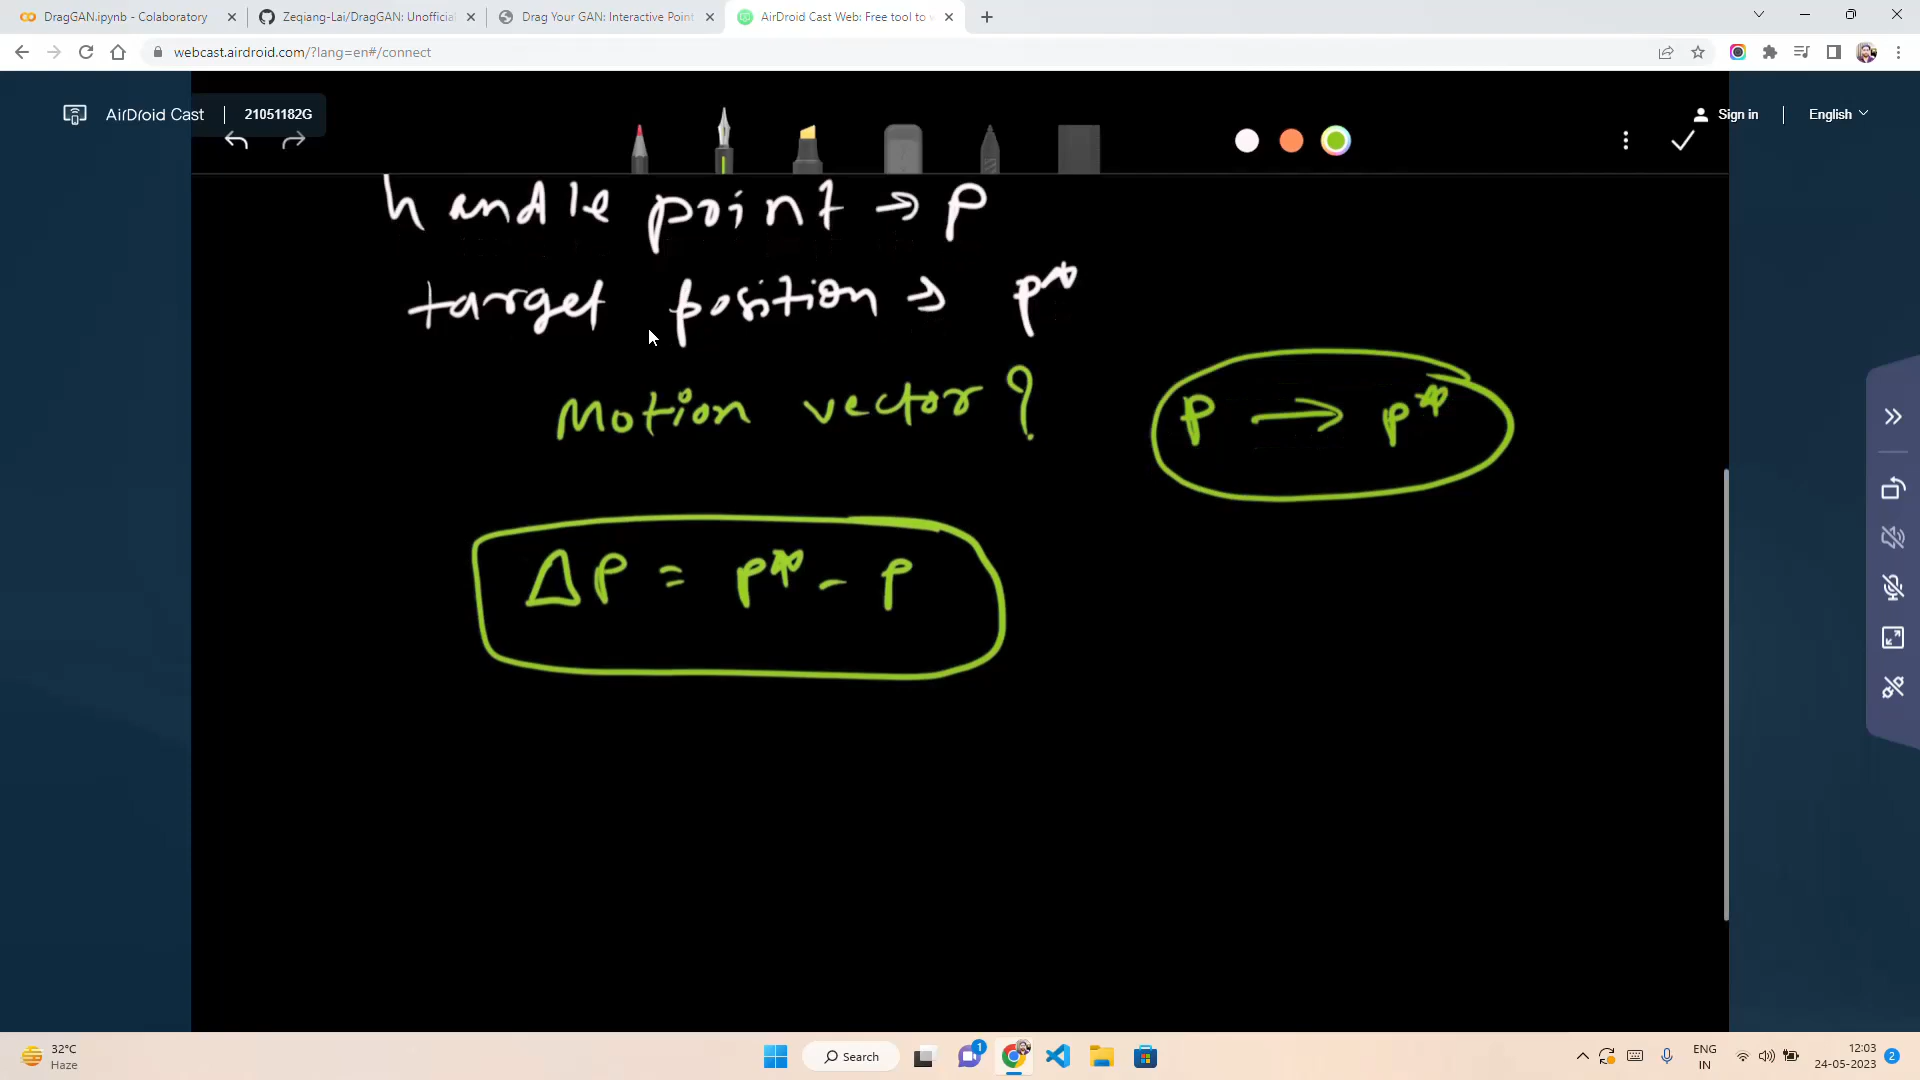 DragGAN.ipynb - Colaboratory
Zeqiang-Lai/DragGAN: Unofficial
Drag Your GAN: Interactive Point
AirDroid Cast Web: Free tool to
webcast.airdroid.com/?lang=en#/connect
AirDroid Cast
21051182G
Sign in
English
handle point → p
target position → p*
Motion vector?
p → p*
Δp = p* - p
32°C
Haze
Search
1
ENG
IN
12:03
24-05-2023
2